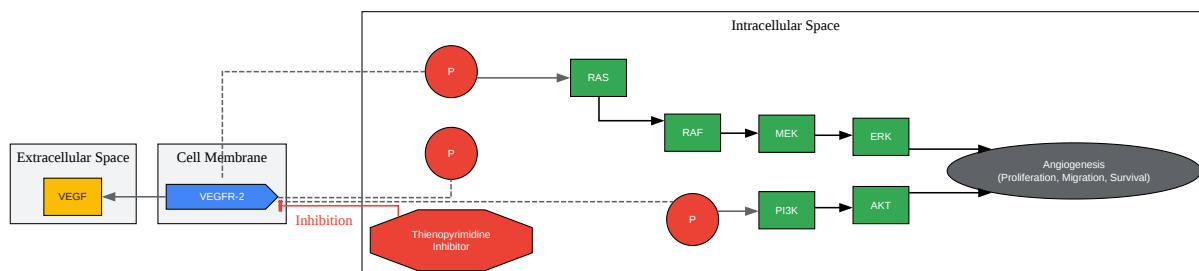 Intracellular Space
P
RAS
RAF
MEK
ERK
P
Extracellular Space
Cell Membrane
VEGF
VEGFR-2
Angiogenesis
(Proliferation, Migration, Survival)
P
PI3K
AKT
Inhibition
Thienopyrimidine
Inhibitor